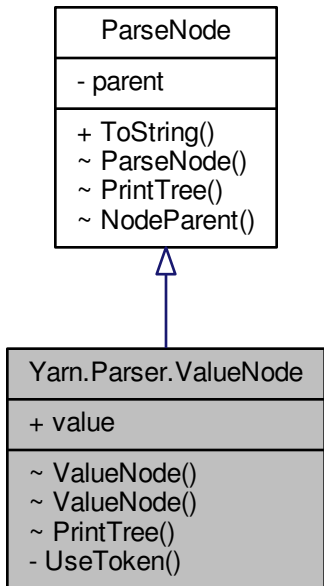 ParseNode
- parent
+ ToString()
~ ParseNode()
~ PrintTree()
~ NodeParent()
Yarn.Parser.ValueNode
+ value
~ ValueNode()
~ ValueNode()
~ PrintTree()
- UseToken()